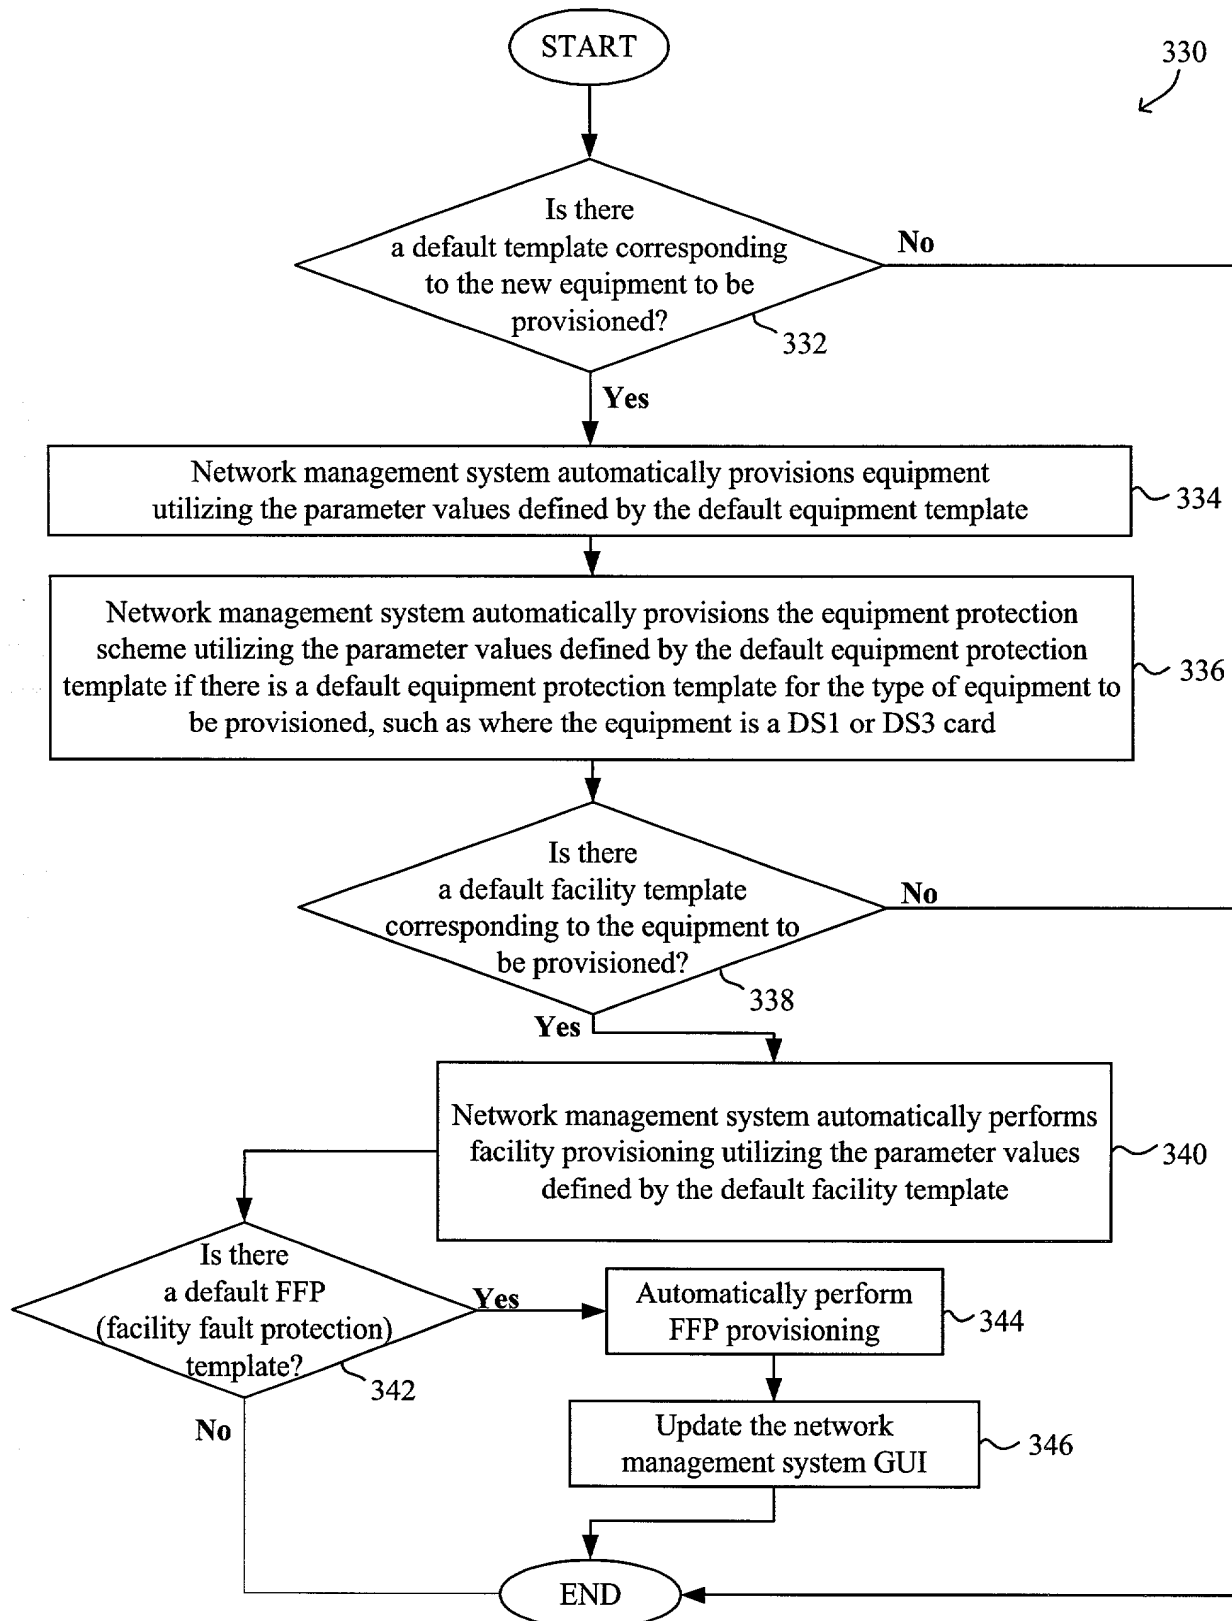 START
330
Is there
a default template corresponding
to the new equipment to be
provisioned?
No
332
Yes
Network management system automatically provisions equipment
utilizing the parameter values defined by the default equipment template
334
Network management system automatically provisions the equipment protection
scheme utilizing the parameter values defined by the default equipment protection
template if there is a default equipment protection template for the type of equipment to
be provisioned, such as where the equipment is a DS1 or DS3 card
336
Is there
a default facility template
corresponding to the equipment to
be provisioned?
No
338
Yes
Network management system automatically performs
facility provisioning utilizing the parameter values
defined by the default facility template
340
Is there
a default FFP
(facility fault protection)
template?
Yes
342
No
Automatically perform
FFP provisioning
344
Update the network
management system GUI
346
END